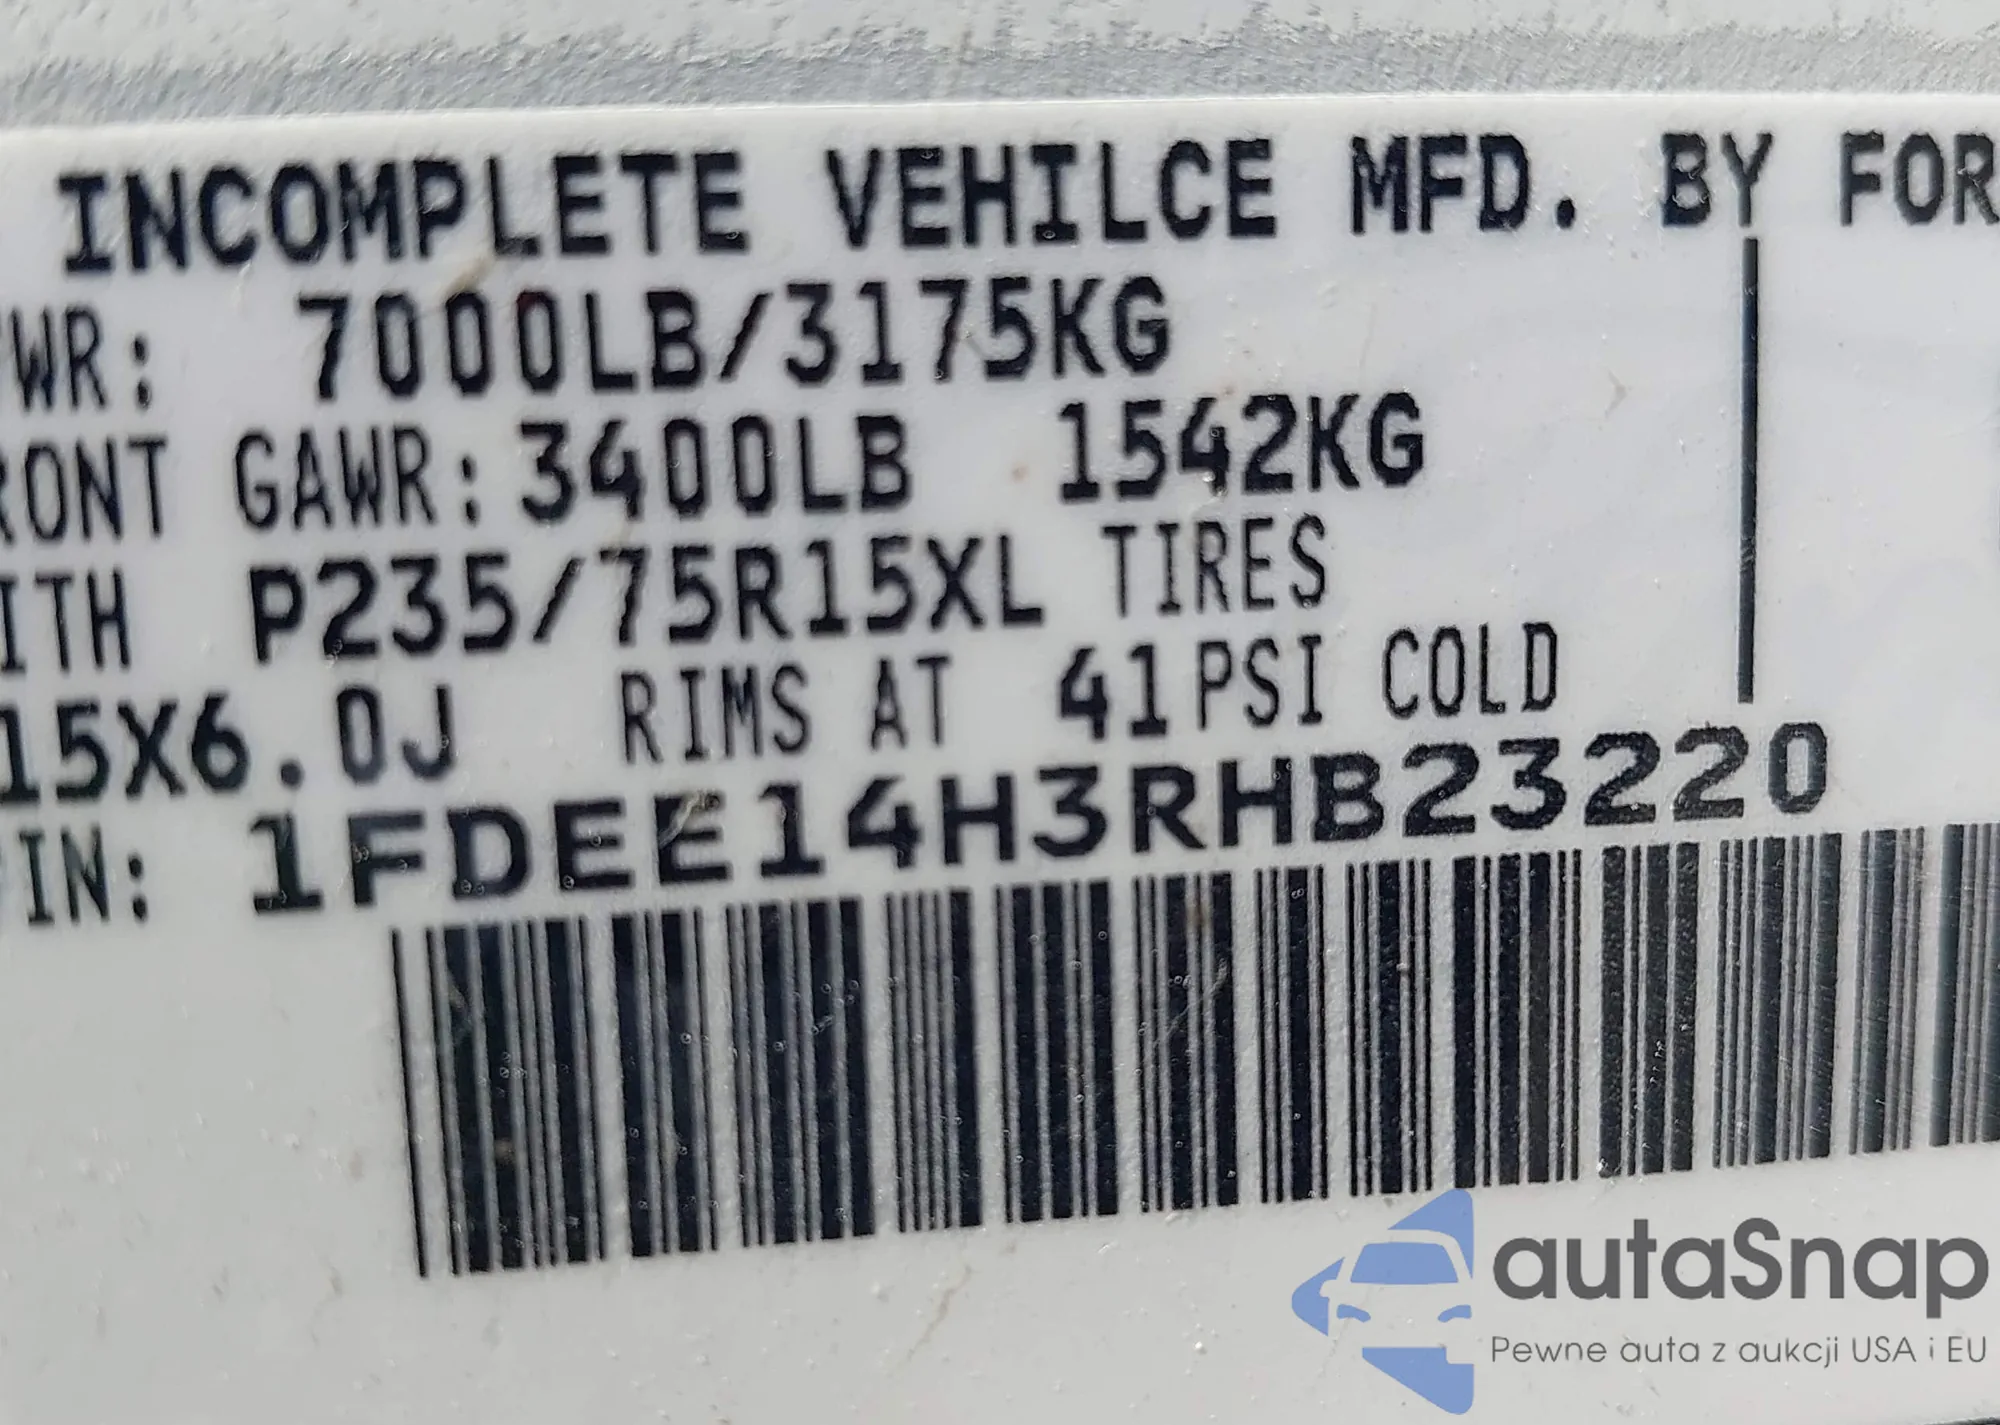 INCOMPLETE VEHILCE MFD. BY FOR
WR: 7000LB/3175KG
RONT GAWR: 3400LB 1542KG
ITH P235/75R15XL TIRES
15X6.0J RIMS AT 41PSI COLD
IN: 1FDEE14H3RHB23220
autaSnap
Pewne auta z aukcji USA i EU